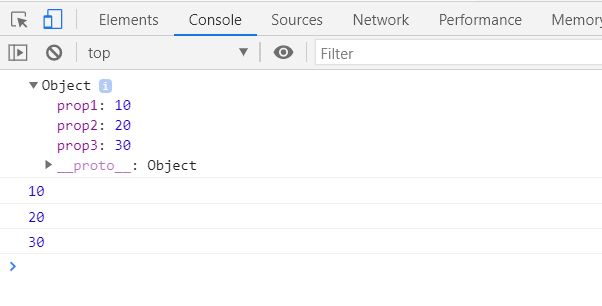 Elements Console Sources Network Performance Memory
top Filter
Object i
prop1: 10
prop2: 20
prop3: 30
__proto__: Object
10
20
30